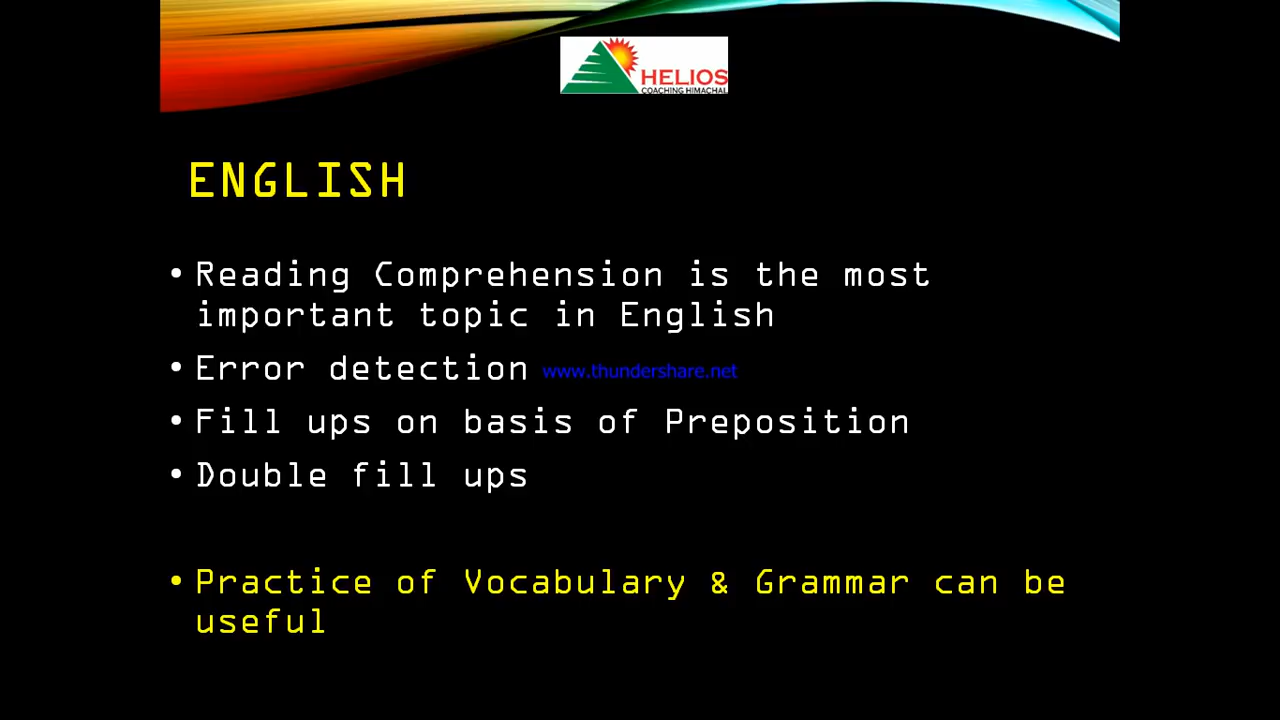 HELIOS
COACHING HIMACHAL
ENGLISH
• Reading Comprehension is the most
important topic in English
• Error detection
www.thundershare.net
• Fill ups on basis of Preposition
• Double fill ups
• Practice of Vocabulary & Grammar can be
useful